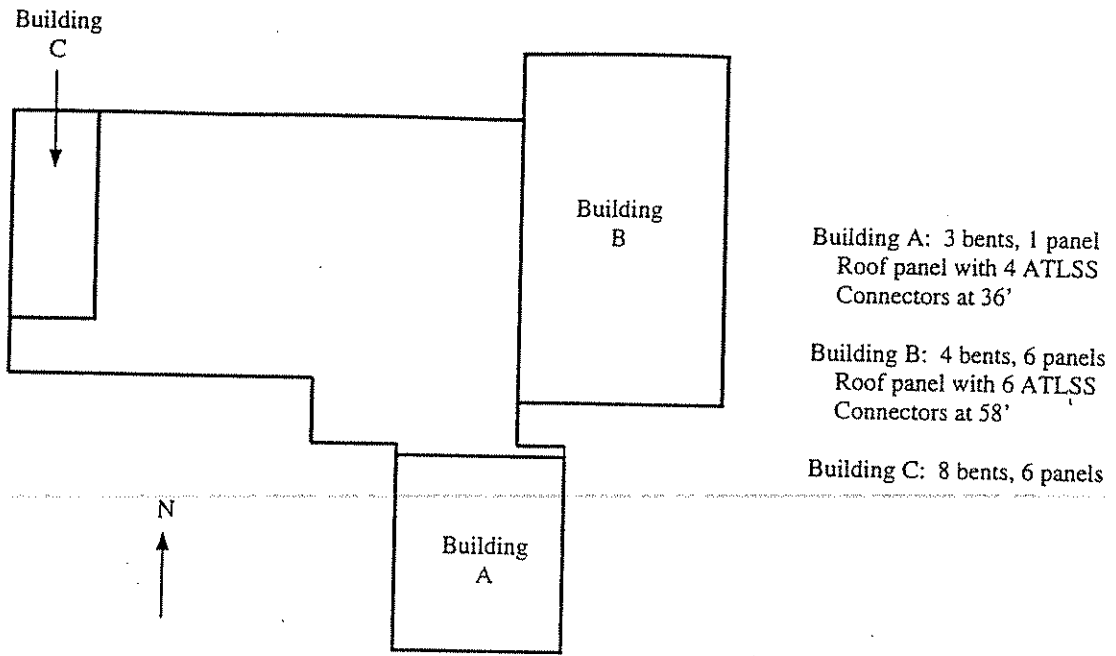 Building
C
Building
B
Building A: 3 bents, 1 panel
Roof panel with 4 ATLSS
Connectors at 36'
Building B: 4 bents, 6 panels
Roof panel with 6 ATLSS
Connectors at 58'
Building C: 8 bents, 6 panels
N
Building
A